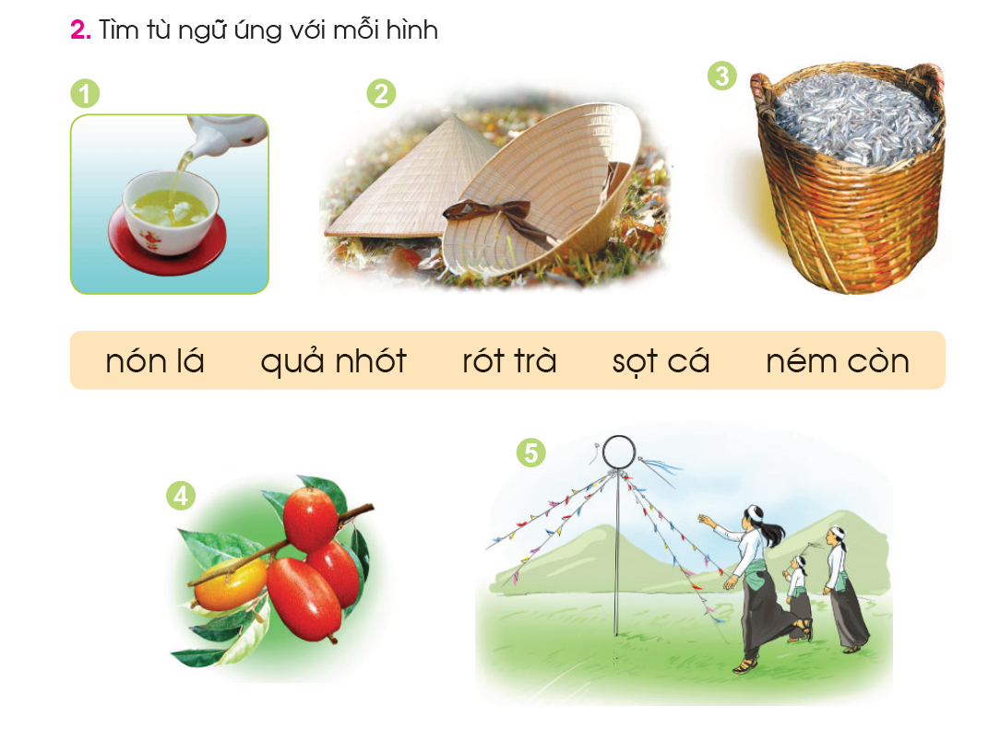 2. Tìm từ ngữ ứng với mỗi hình
1
2
3
nón lá quả nhót rót trà sọt cá ném còn
4
5